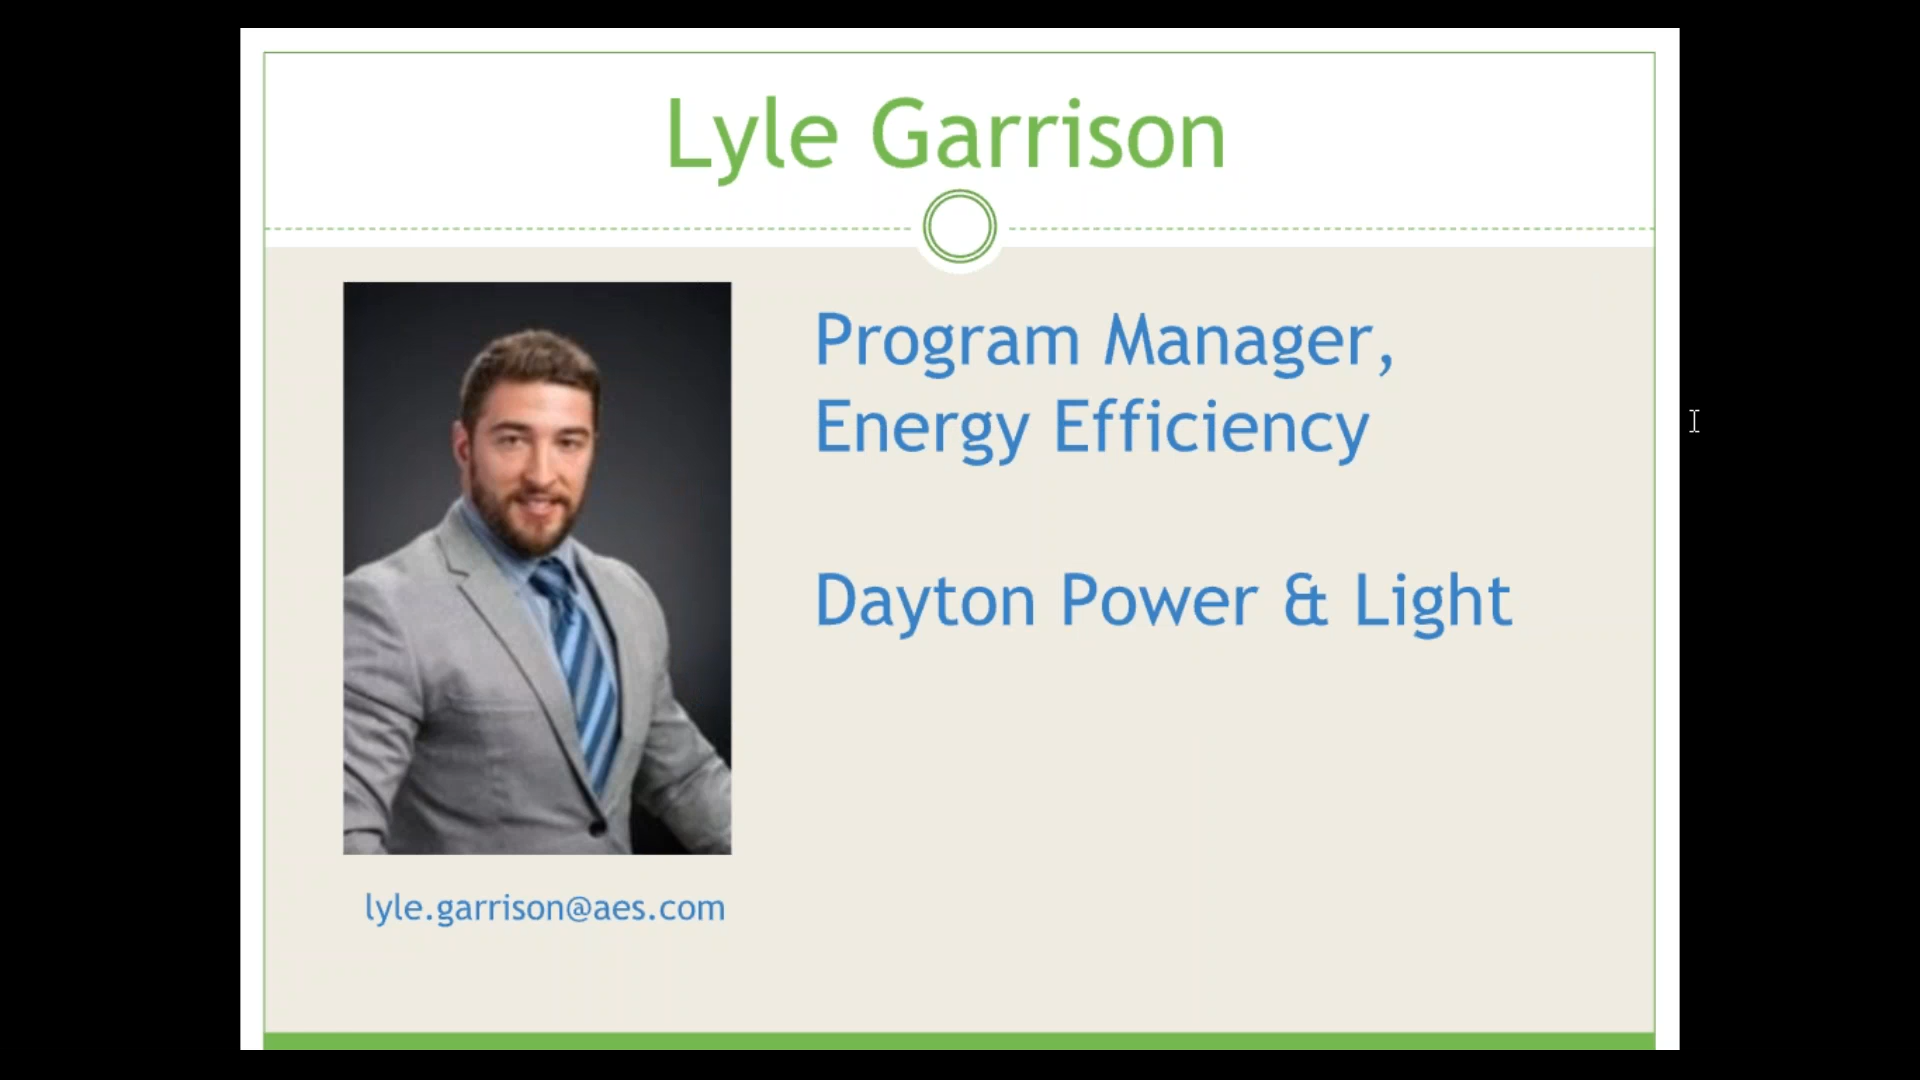 Lyle Garrison
Program Manager,
Energy Efficiency
Dayton Power & Light
lyle.garrison@aes.com